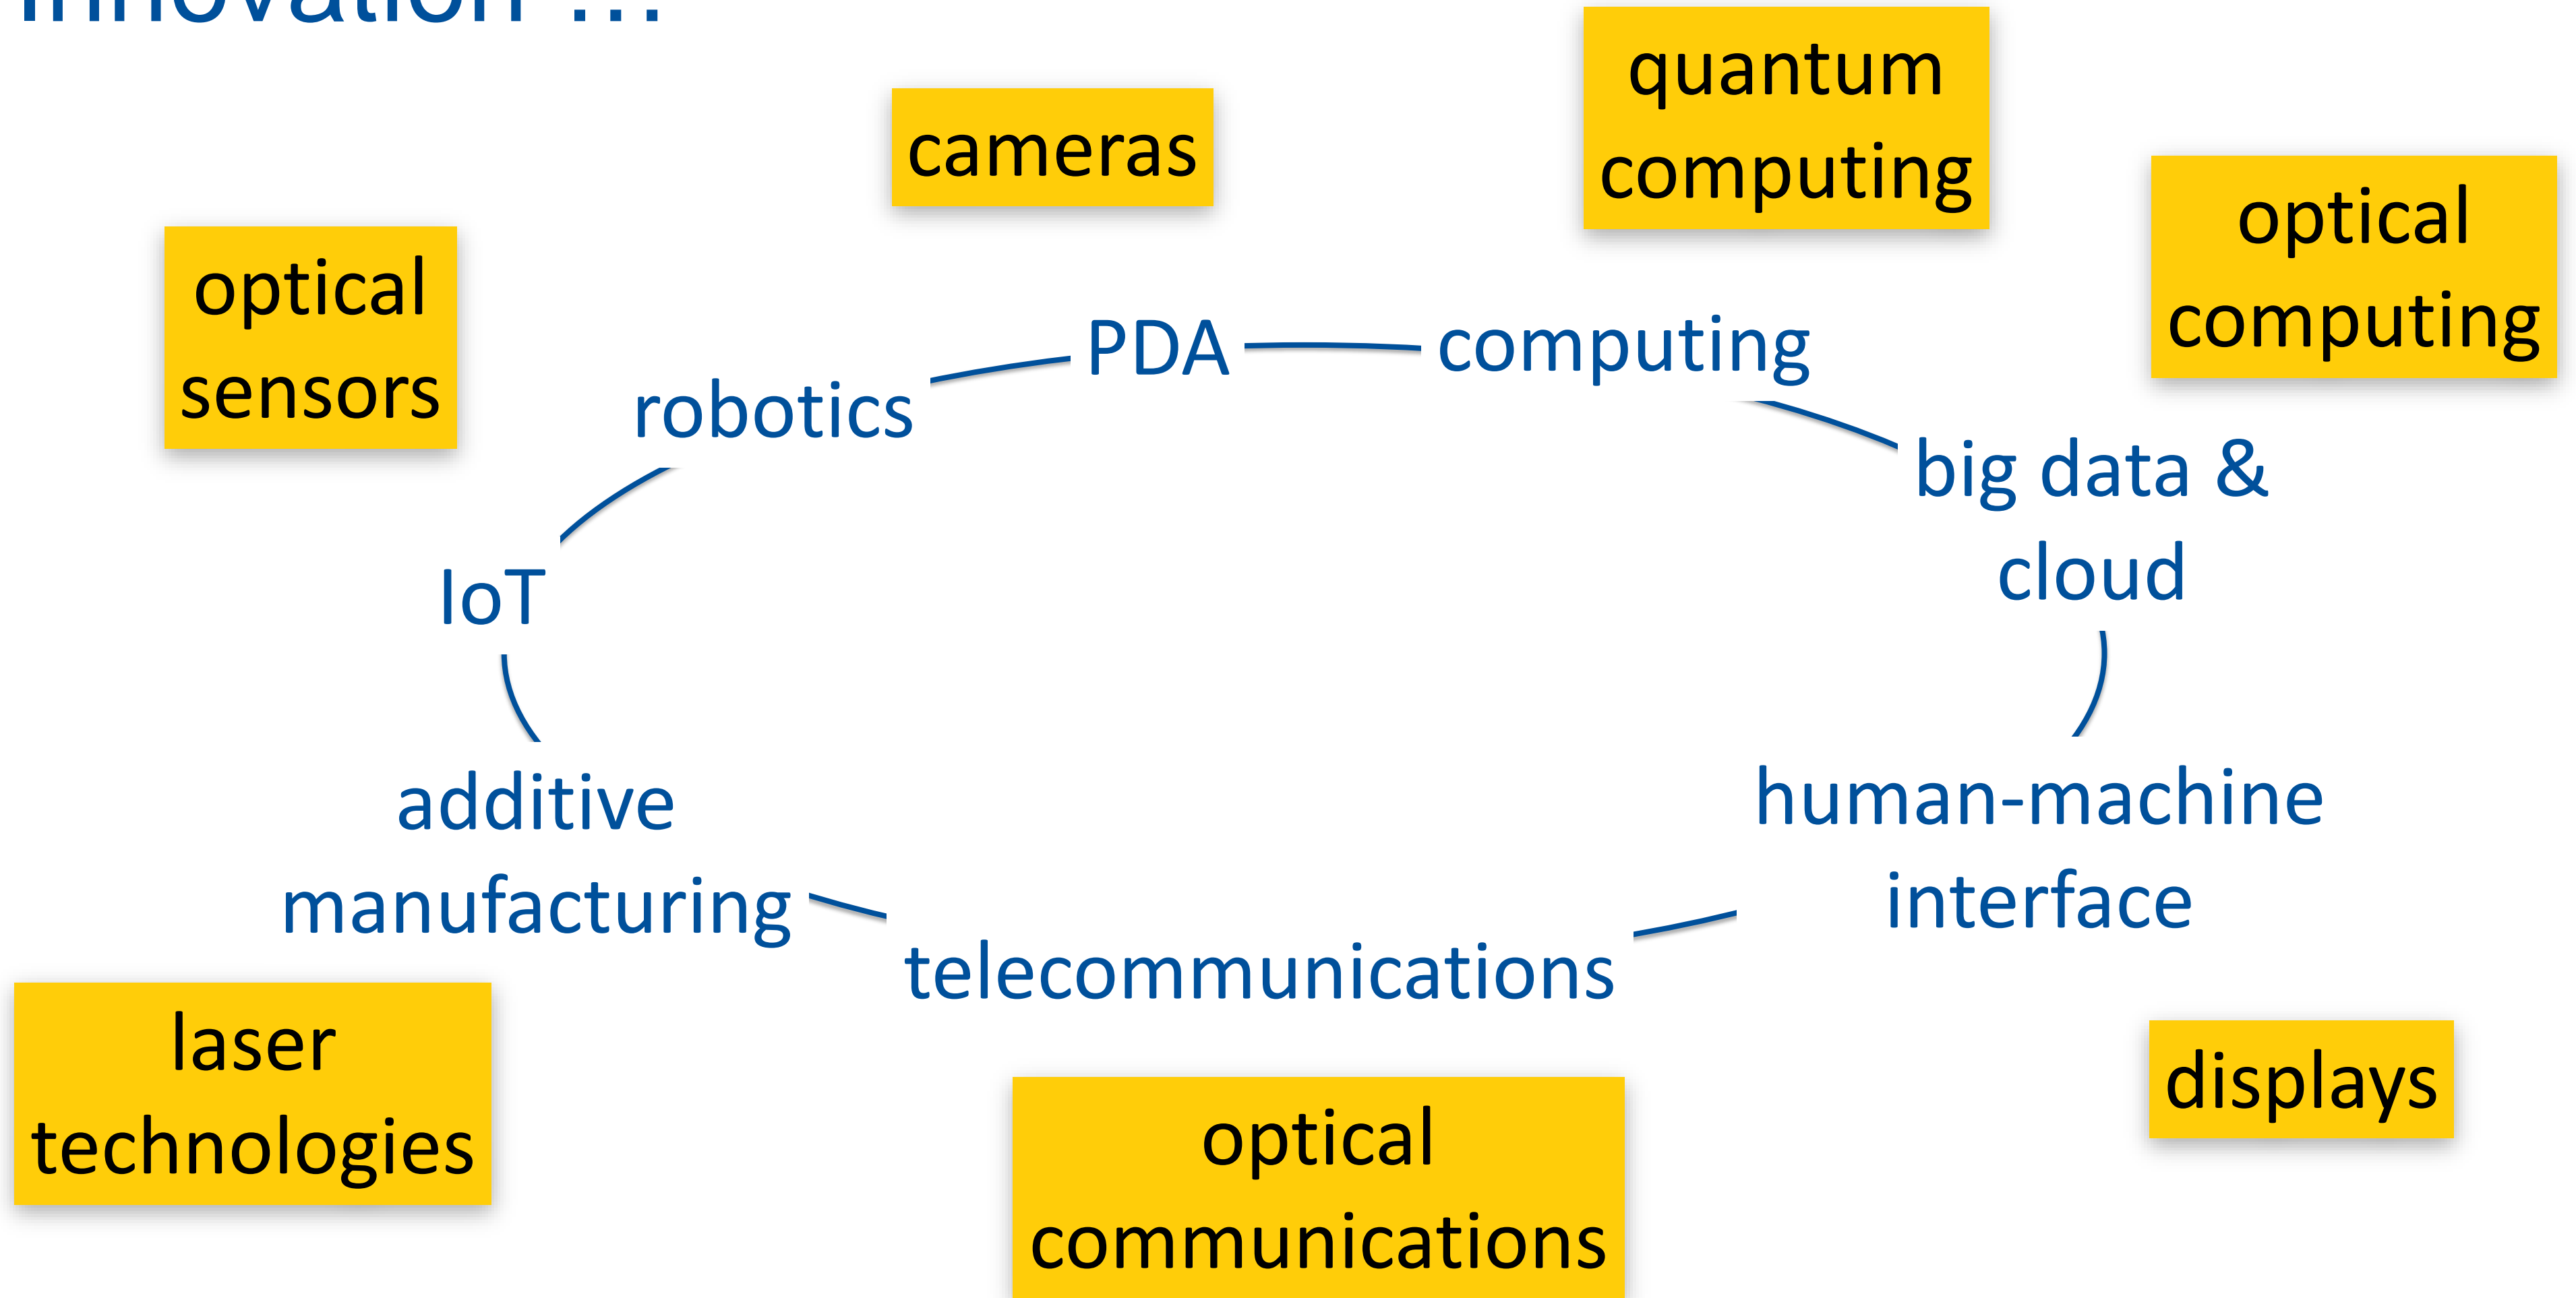 Innovation ...
quantum
computing
cameras
optical
computing
optical
sensors
PDA
computing
robotics
big data &
cloud
IoT
additive
manufacturing
human-machine
interface
telecommunications
laser
technologies
displays
optical
communications